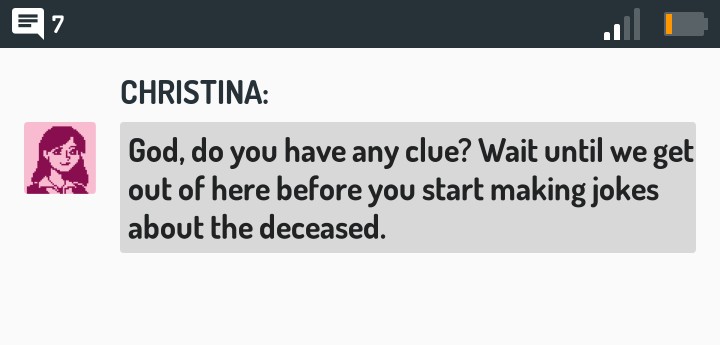 7
CHRISTINA:
God, do you have any clue? Wait until we get
out of here before you start making jokes
about the deceased.